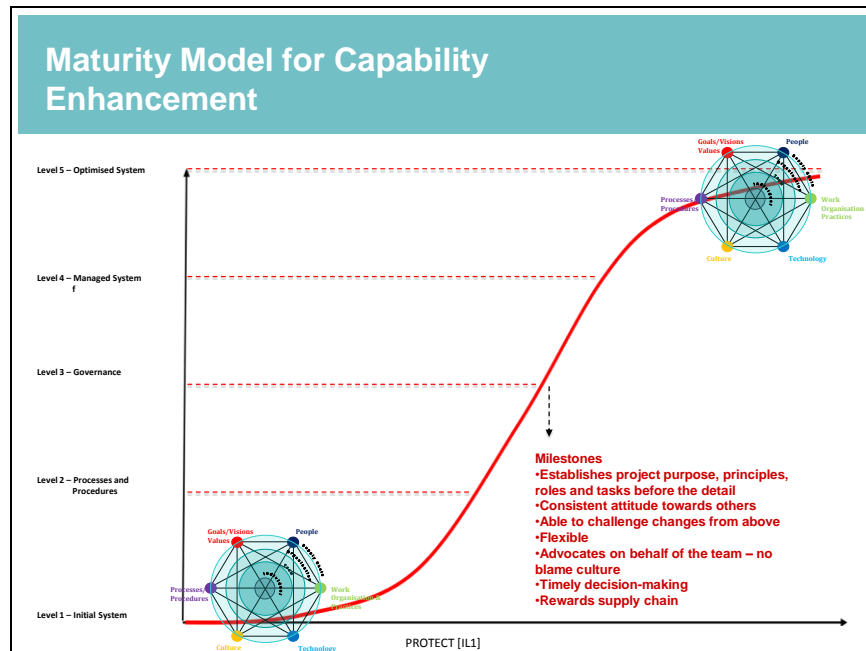 Maturity Model for Capability
Enhancement
Goals/Visions
Values
People
Level 5 – Optimised System
Processes/
Procedures
Work
Organisation
Practices
Culture
Technology
Level 4 – Managed System
f
Level 3 – Governance
Milestones
•Establishes project purpose, principles,
roles and tasks before the detail
•Consistent attitude towards others
•Able to challenge changes from above
•Flexible
•Advocates on behalf of the team – no
blame culture
•Timely decision-making
•Rewards supply chain
Level 2 – Processes and
Procedures
Goals/Visions
Values
People
Processes/
Procedures
Work
Organisation
Practices
Level 1 – Initial System
Culture
Technology
PROTECT [IL1]